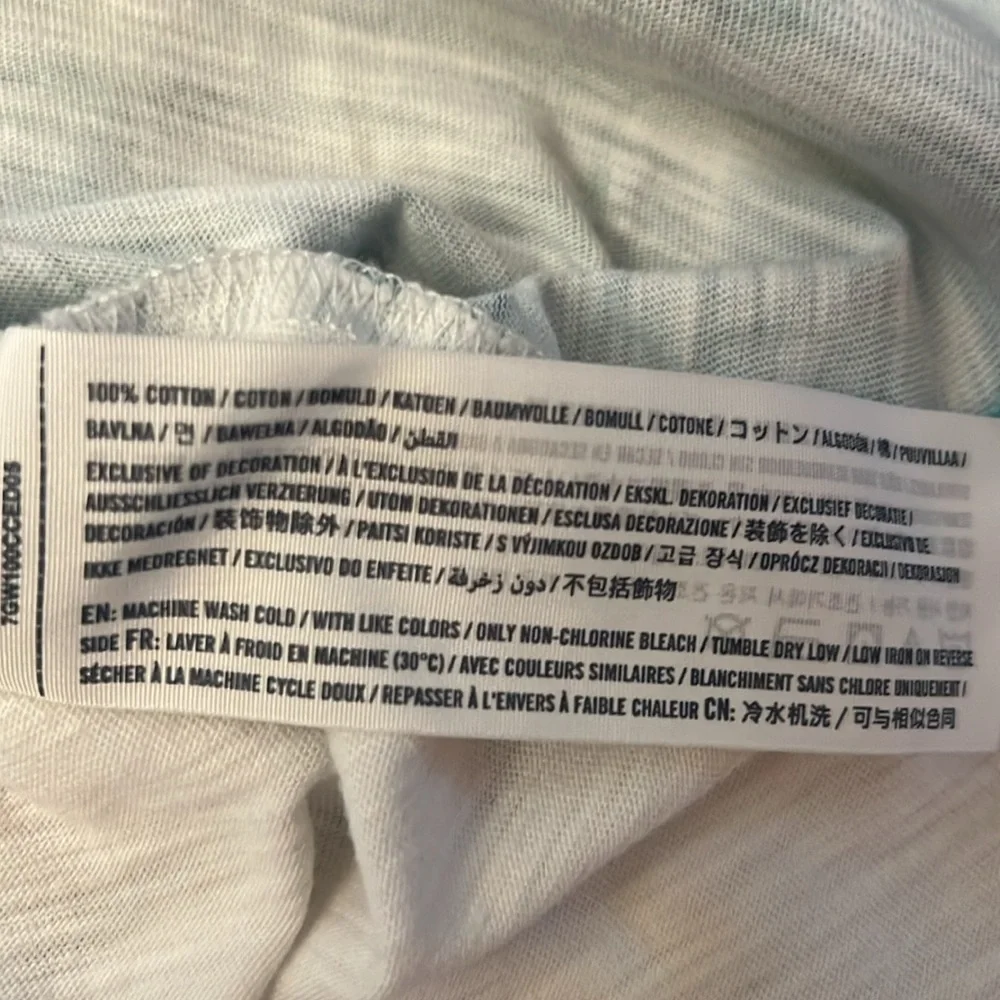 7GW100CCED05
100% COTTON / COTON / BOMULD / KATOEN / BAUMWOLLE / BOMULL / COTONE / コットン / ALGODÓN / 棉 / PUUVILLAA /
BAVLNA / 면 / BAWEŁNA / ALGODÃO / القطن
EXCLUSIVE OF DECORATION / À L'EXCLUSION DE LA DÉCORATION / EKSKL. DEKORATION / EXCLUSIEF DECORATIE /
AUSSCHLIESSLICH VERZIERUNG / UTOM DEKORATIONEN / ESCLUSA DECORAZIONE / 装飾を除く / EXCLUSIVO DE
DECORACIÓN / 装饰物除外 / PAITSI KORISTE / S VÝJIMKOU OZDOB / 고급 장식 / OPRÓCZ DEKORACJI / DEKORASJON
IKKE MEDREGNET / EXCLUSIVO DO ENFEITE / دون زخرفة / 不包括飾物
EN: MACHINE WASH COLD / WITH LIKE COLORS / ONLY NON-CHLORINE BLEACH / TUMBLE DRY LOW / LOW IRON ON REVERSE
SIDE FR: LAVER À FROID EN MACHINE (30°C) / AVEC COULEURS SIMILAIRES / BLANCHIMENT SANS CHLORE UNIQUEMENT /
SÉCHER À LA MACHINE CYCLE DOUX / REPASSER À L'ENVERS À FAIBLE CHALEUR CN: 冷水机洗 / 可与相似色同